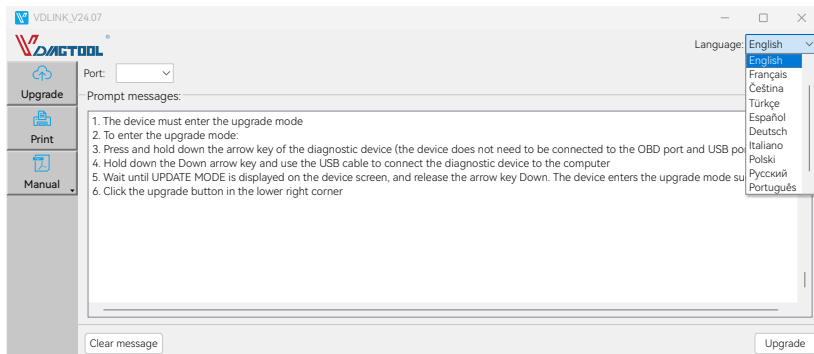 VDLINK_V24.07
VDIAGTOOL®
Language: English
English
Français
Čeština
Türkçe
Español
Deutsch
Italiano
Polski
Русский
Português
Upgrade
Print
Manual
Port:
Prompt messages:
1. The device must enter the upgrade mode
2. To enter the upgrade mode:
3. Press and hold down the arrow key of the diagnostic device (the device does not need to be connected to the OBD port and USB po
4. Hold down the Down arrow key and use the USB cable to connect the diagnostic device to the computer
5. Wait until UPDATE MODE is displayed on the device screen, and release the arrow key Down. The device enters the upgrade mode su
6. Click the upgrade button in the lower right corner
Clear message
Upgrade